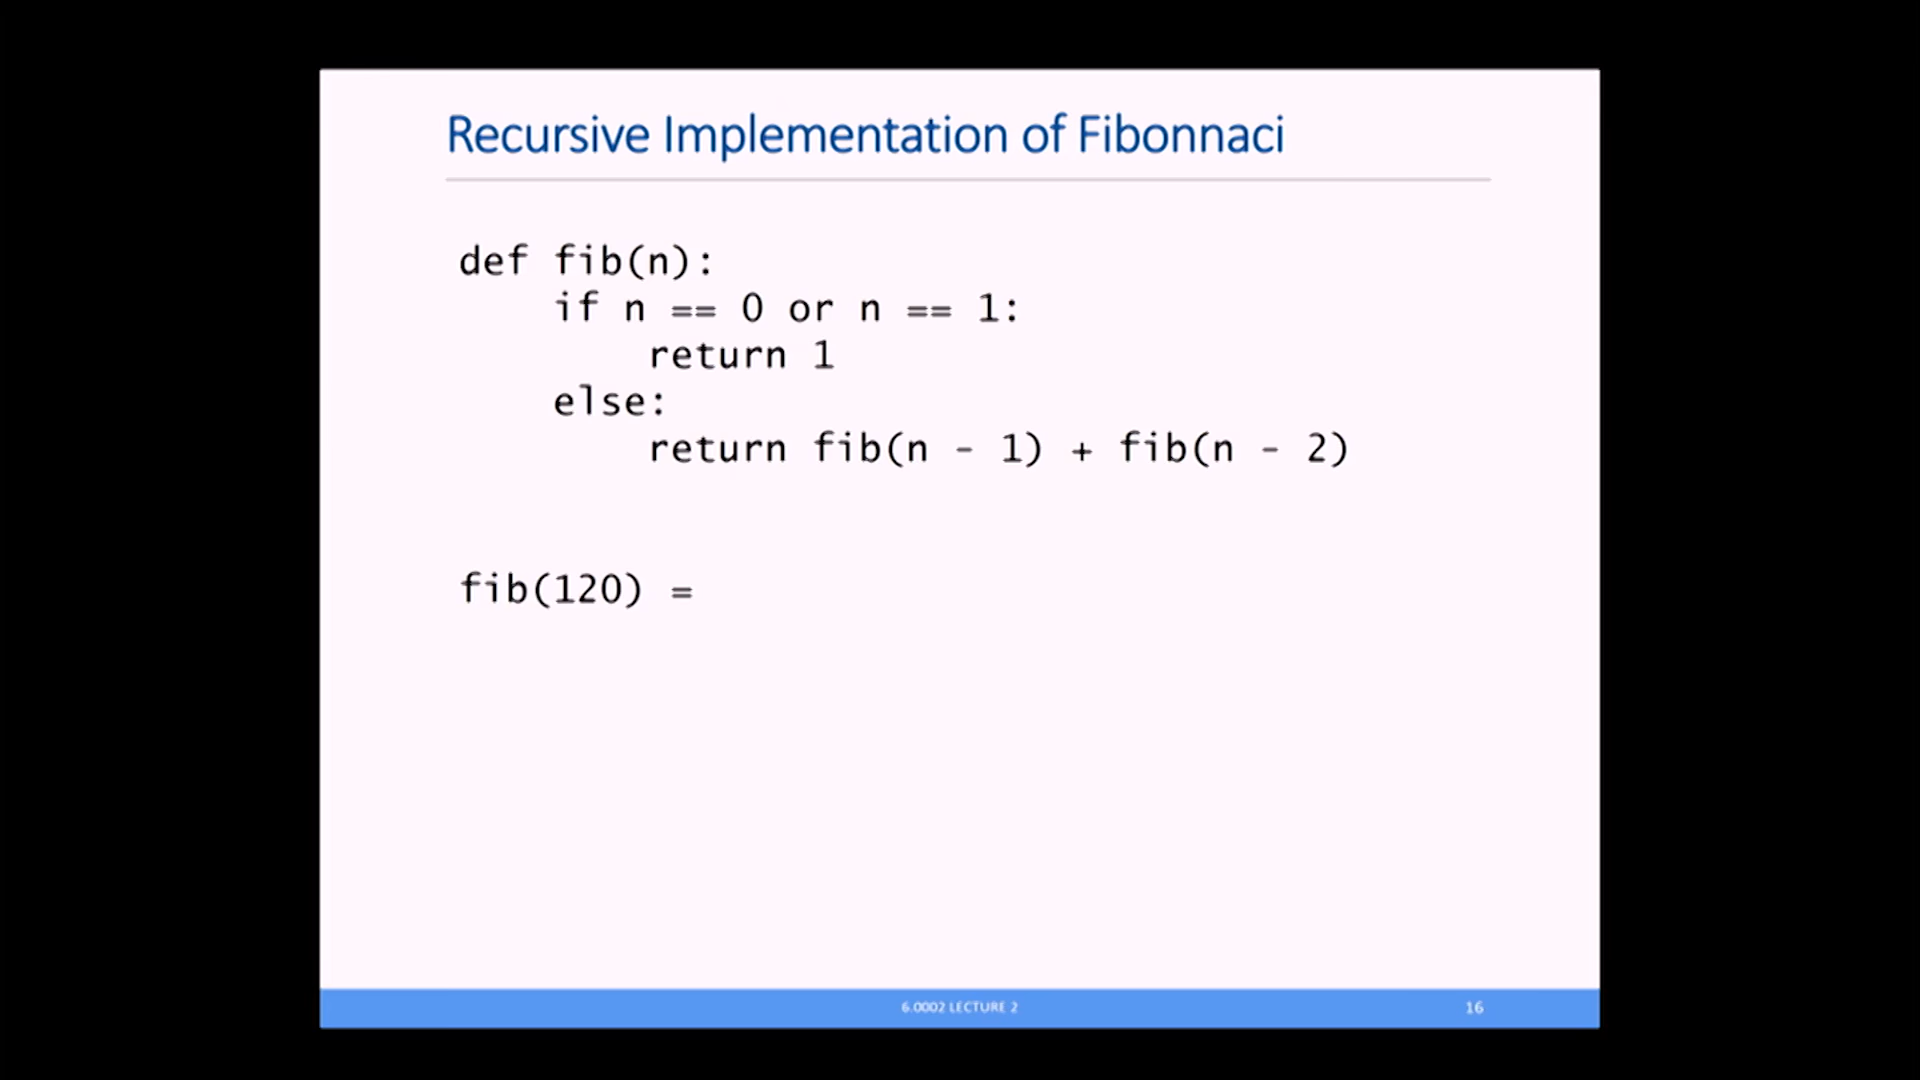 Recursive Implementation of Fibonnaci
def fib(n):
    if n == 0 or n == 1:
        return 1
    else:
        return fib(n - 1) + fib(n - 2)
fib(120) =
6.0002 LECTURE 2
16